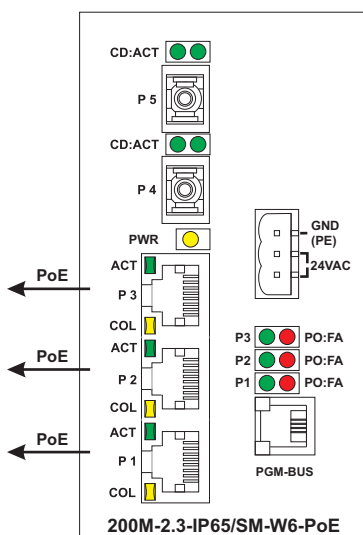 CD:ACT
P 5
CD:ACT
P 4
PWR
GND
(PE)
24VAC
PoE
ACT
P 3
COL
PoE
ACT
P 2
COL
PoE
ACT
P 1
COL
P3 PO:FA
P2 PO:FA
P1 PO:FA
PGM-BUS
200M-2.3-IP65/SM-W6-PoE